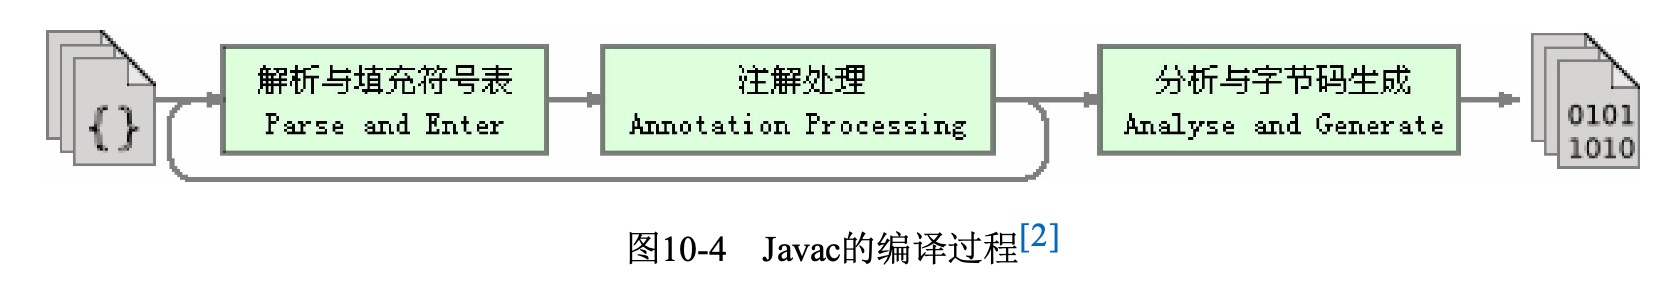 {}
解析与填充符号表
Parse and Enter
注解处理
Annotation Processing
分析与字节码生成
Analyse and Generate
0101
1010
图10-4 Javac的编译过程[2]